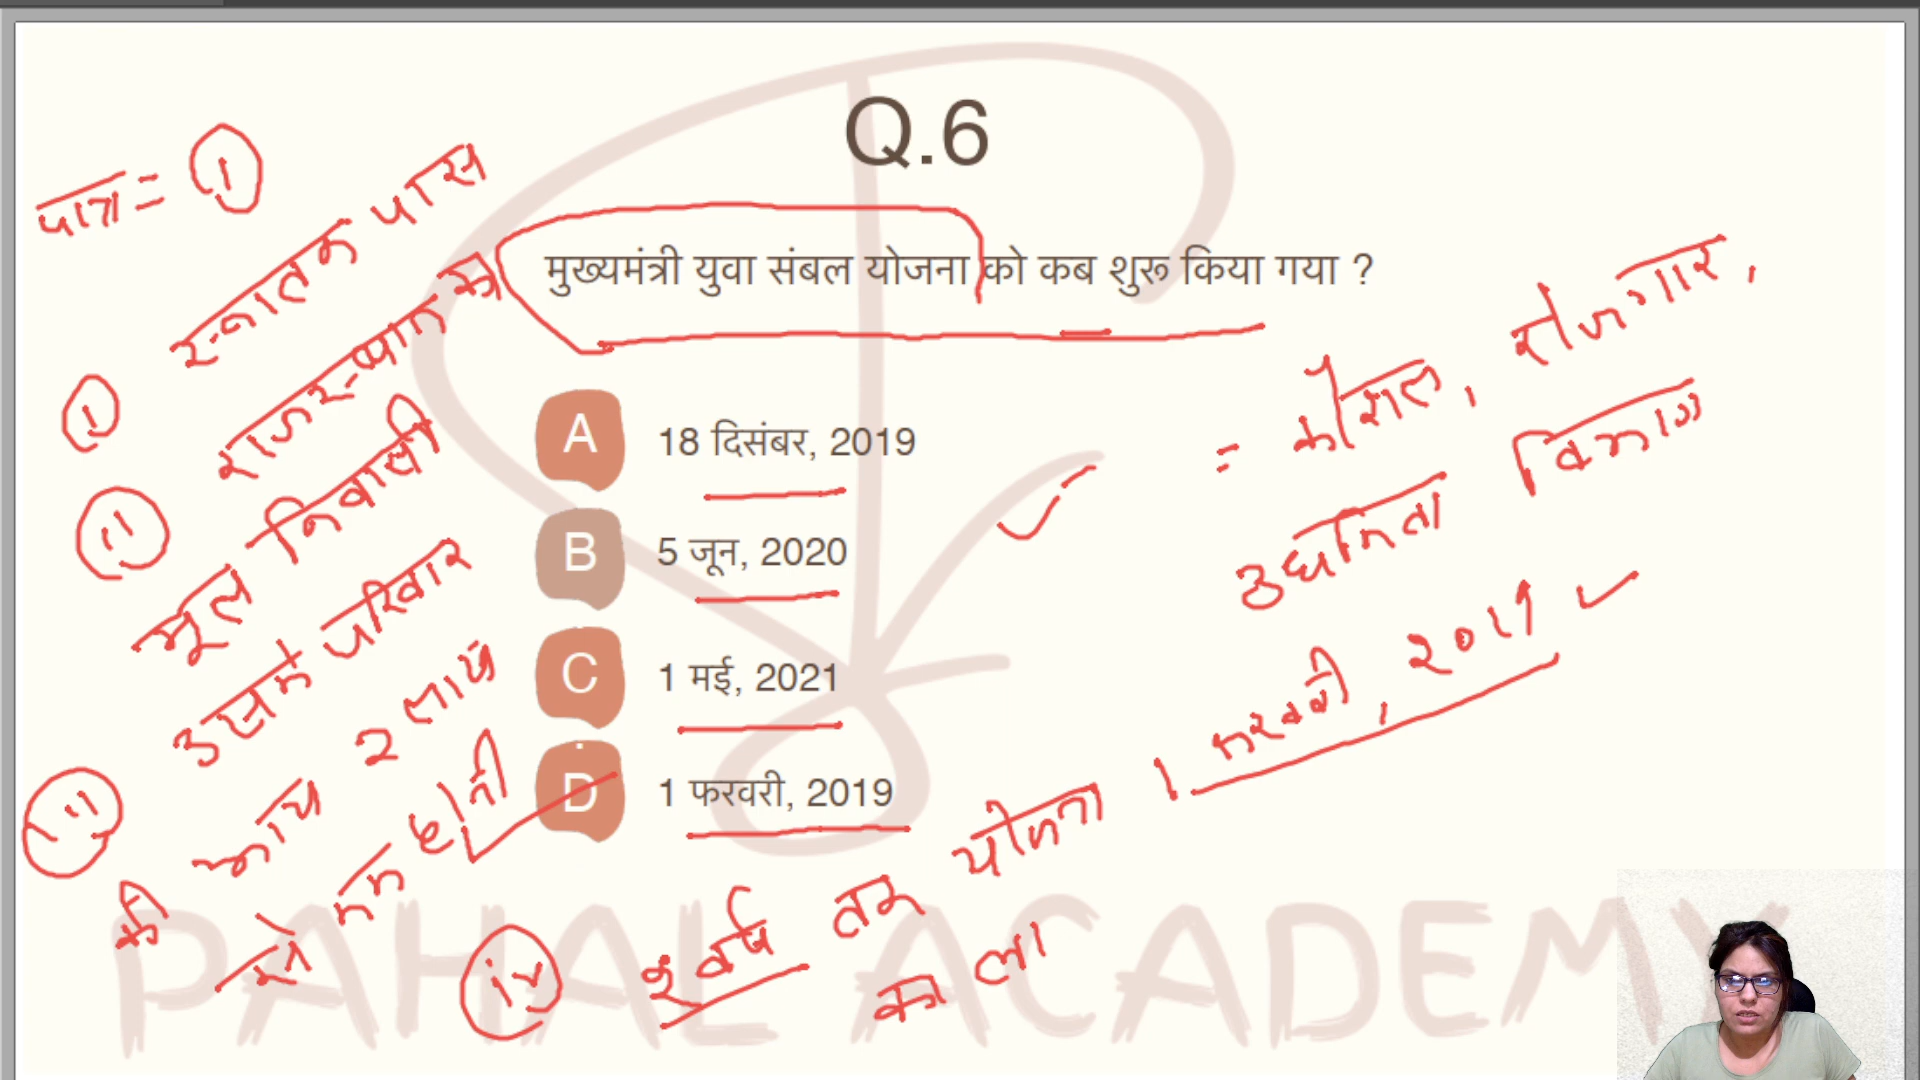 Q.6
मुख्यमंत्री युवा संबल योजना को कब शुरू किया गया ?
A 18 दिसंबर, 2019
B 5 जून, 2020
C 1 मई, 2021
D 1 फरवरी, 2019
पात्र = 1
i स्नातक पास
ii राजस्थान का
मूल निवासी
iii उसके परिवार
की आय 2 लाख
से कम हो
iv 2 वर्ष तक योजना
का ला
= कौशल, रोजगार,
विभाग
1 फरवरी, 2019
PAHAL ACADEMY